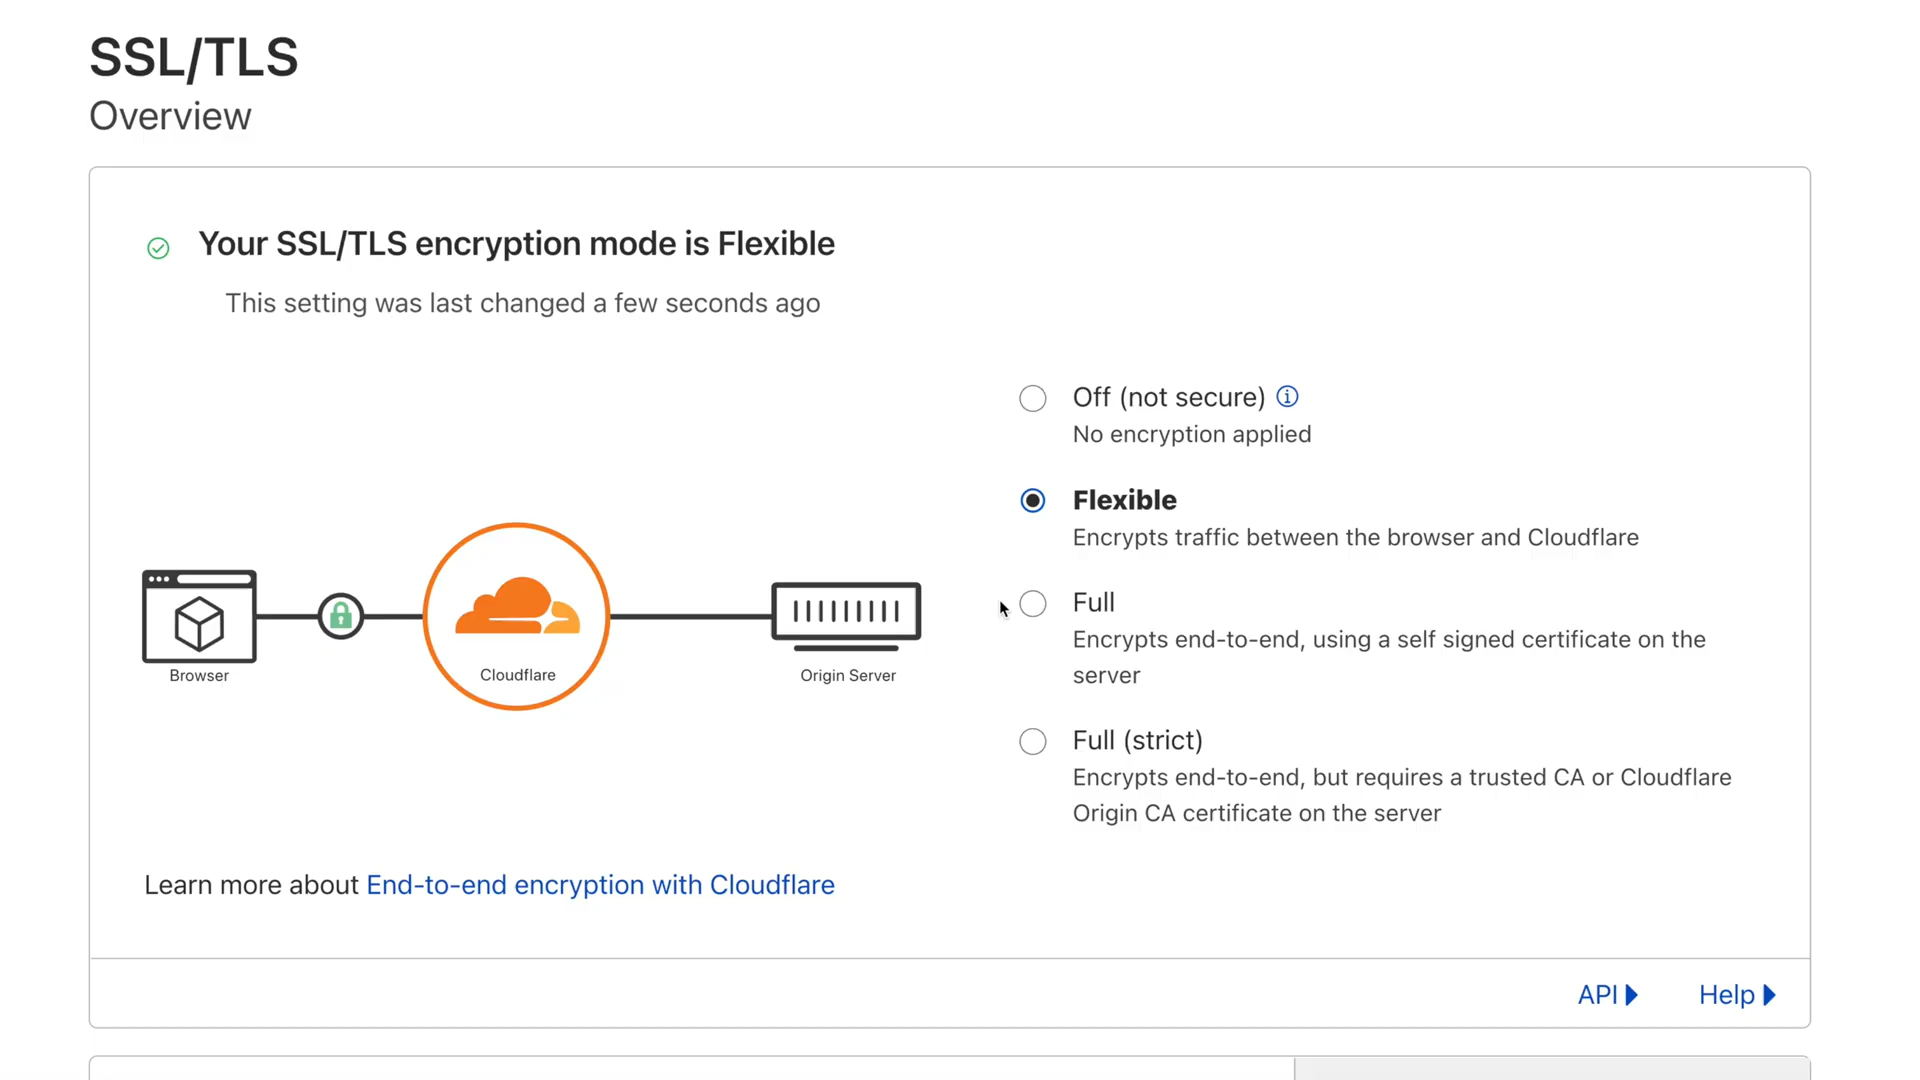 SSL/TLS
Overview
Your SSL/TLS encryption mode is Flexible
This setting was last changed a few seconds ago
Off (not secure)
No encryption applied
Flexible
Encrypts traffic between the browser and Cloudflare
Full
Encrypts end-to-end, using a self signed certificate on the
server
Full (strict)
Encrypts end-to-end, but requires a trusted CA or Cloudflare
Origin CA certificate on the server
Browser
Cloudflare
Origin Server
Learn more about End-to-end encryption with Cloudflare
API
Help